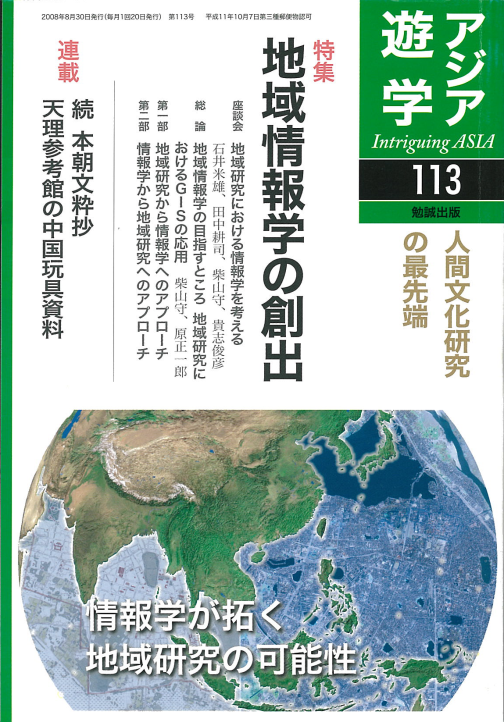 2008年8月30日発行(毎月1回20日発行) 第113号 平成11年10月7日第三種郵便物認可
アジア
遊学
Intriguing ASIA
113
勉誠出版
人間文化研究
の最先端
特集
地域情報学の創出
座談会 地域研究における情報学を考える
石井米雄、田中耕司、柴山守、貴志俊彦
総論 地域情報学の目指すところ 地域研究に
おけるGISの応用 柴山守、原正一郎
第一部 地域研究から情報学へのアプローチ
第二部 情報学から地域研究へのアプローチ
連載
続 本朝文粋抄
天理参考館の中国玩具資料
情報学が拓く
地域研究の可能性